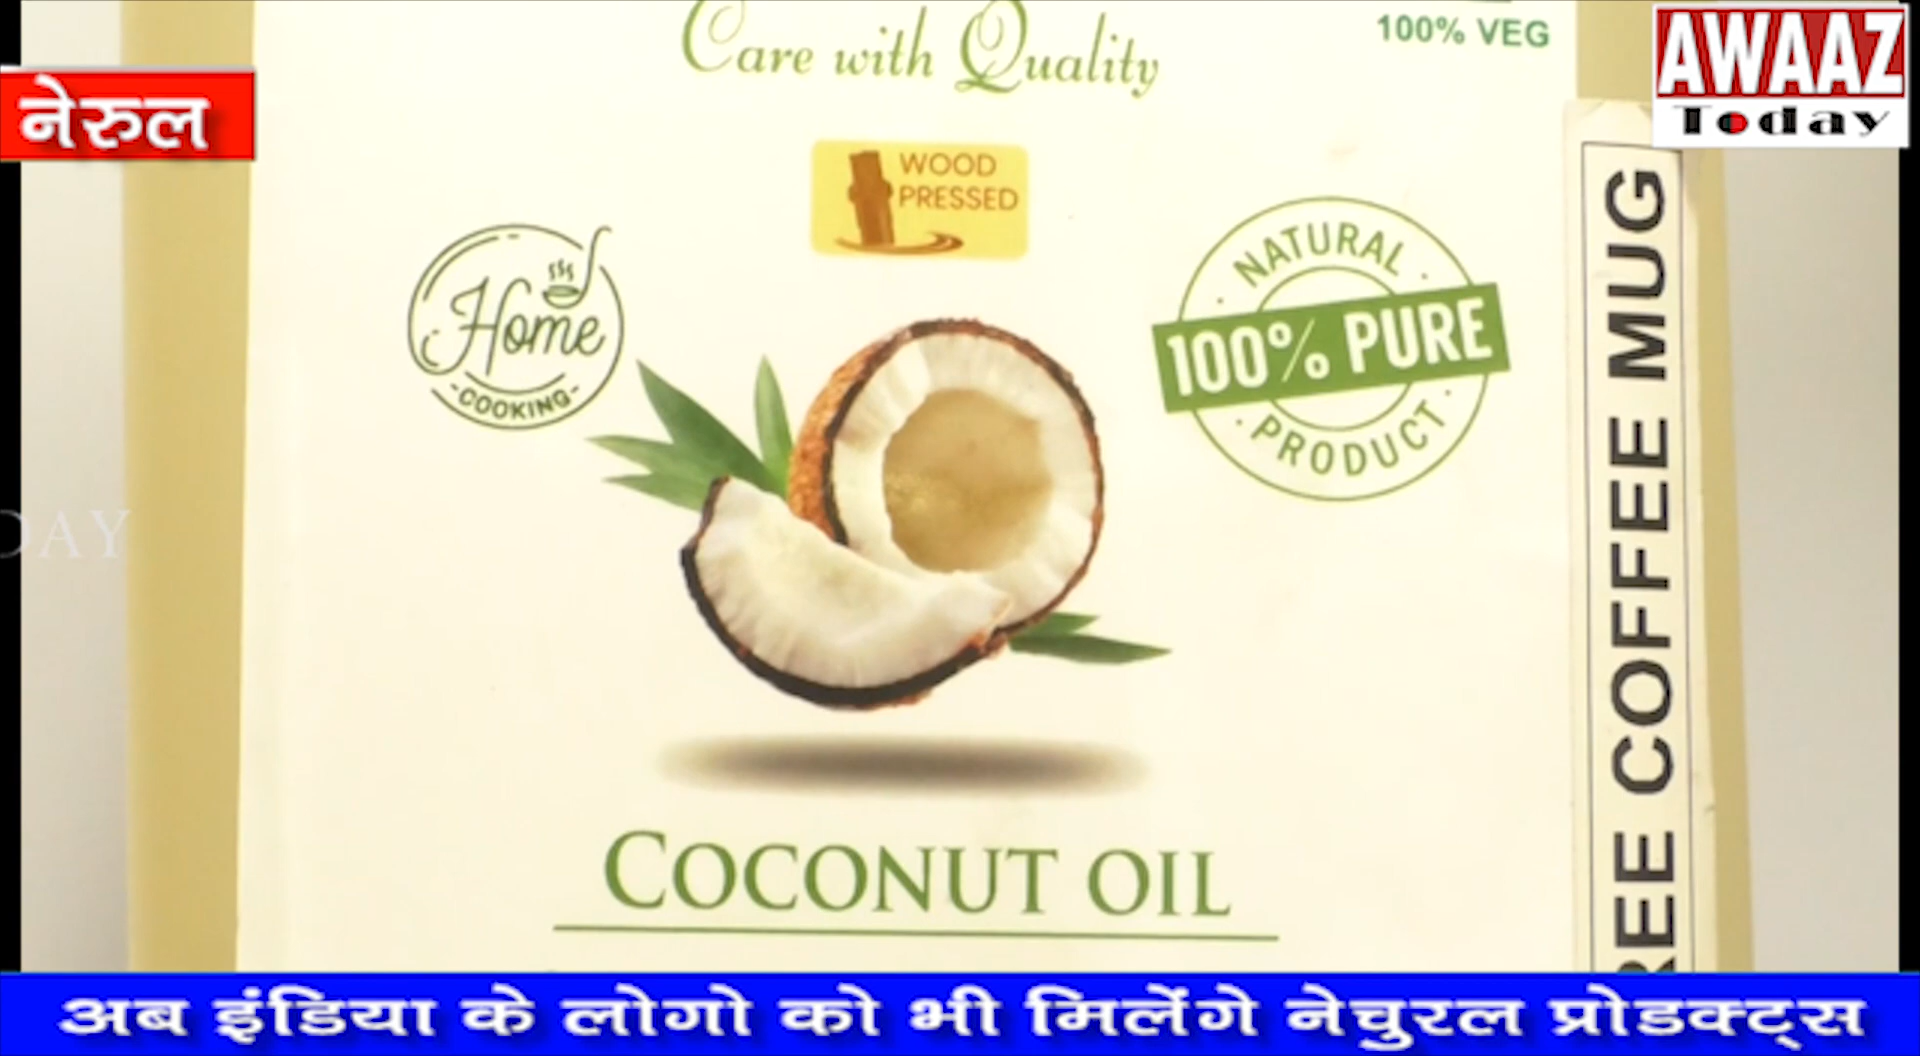 Care with Quality
100% VEG
AWAAZ
Today
नेरुल
WOOD
PRESSED
Home
-COOKING-
· NATURAL ·
100% PURE
· PRODUCT ·
REE COFFEE MUG
DAY
COCONUT OIL
अब इंडिया के लोगो को भी मिलेंगे नेचुरल प्रोडक्ट्स